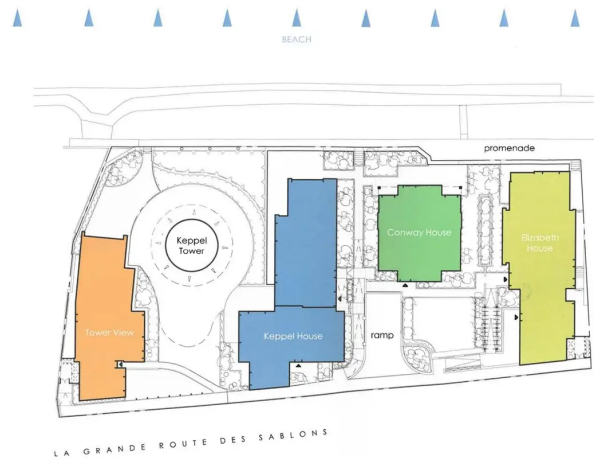 BEACH
promenade
Keppel
Tower
Conway House
Elizabeth
House
Tower View
Keppel House
ramp
LA GRANDE ROUTE DES SABLONS